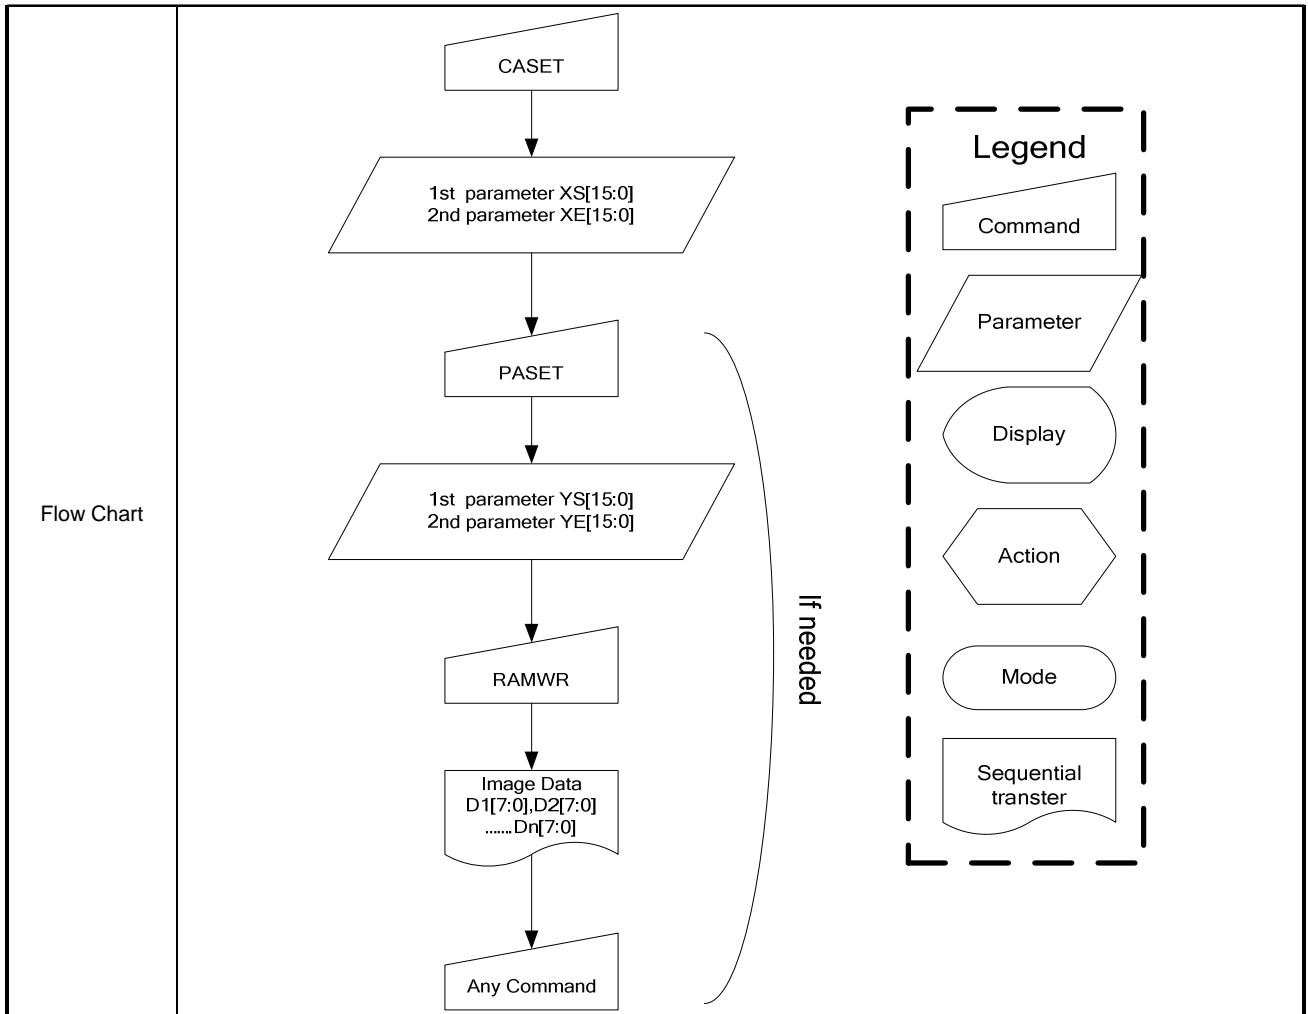 Flow Chart
CASET
1st parameter XS[15:0]
2nd parameter XE[15:0]
PASET
1st parameter YS[15:0]
2nd parameter YE[15:0]
RAMWR
Image Data
D1[7:0],D2[7:0]
.......Dn[7:0]
Any Command
If needed
Legend
Command
Parameter
Display
Action
Mode
Sequential
transter